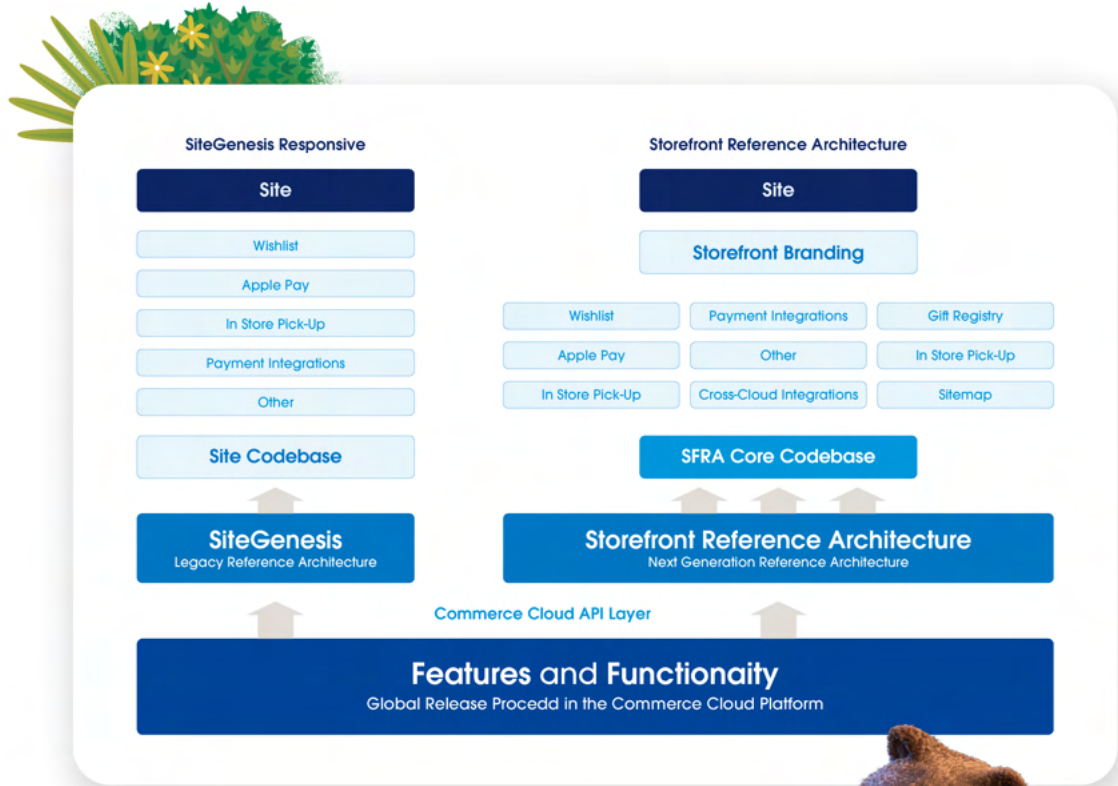 SiteGenesis Responsive
Site
Wishlist
Apple Pay
In Store Pick-Up
Payment Integrations
Other
Site Codebase
SiteGenesis
Legacy Reference Architecture
Storefront Reference Architecture
Site
Storefront Branding
Wishlist
Payment Integrations
Gift Registry
Apple Pay
Other
In Store Pick-Up
In Store Pick-Up
Cross-Cloud Integrations
Sitemap
SFRA Core Codebase
Storefront Reference Architecture
Next Generation Reference Architecture
Commerce Cloud API Layer
Features and Functionaity
Global Release Procedd in the Commerce Cloud Platform